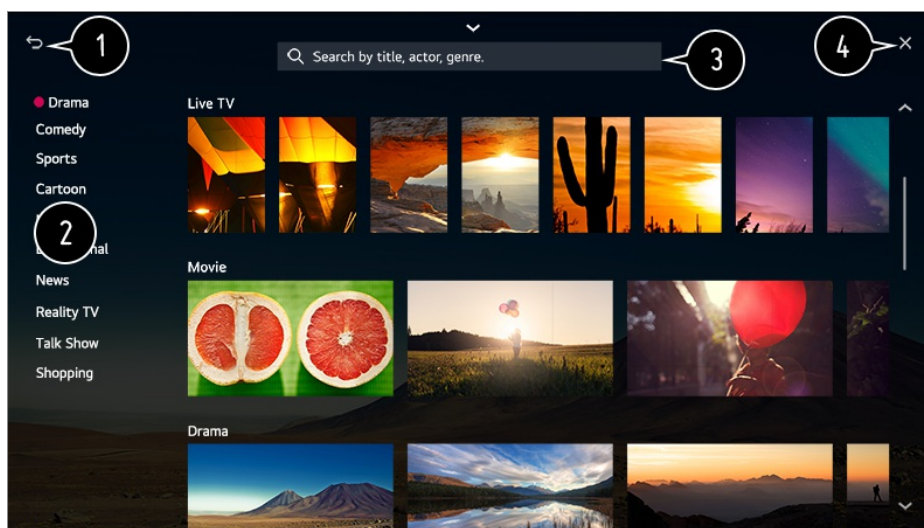 1
3
4
Search by title, actor, genre.
Drama
Comedy
Sports
Cartoon
2
News
Reality TV
Talk Show
Shopping
Live TV
Movie
Drama